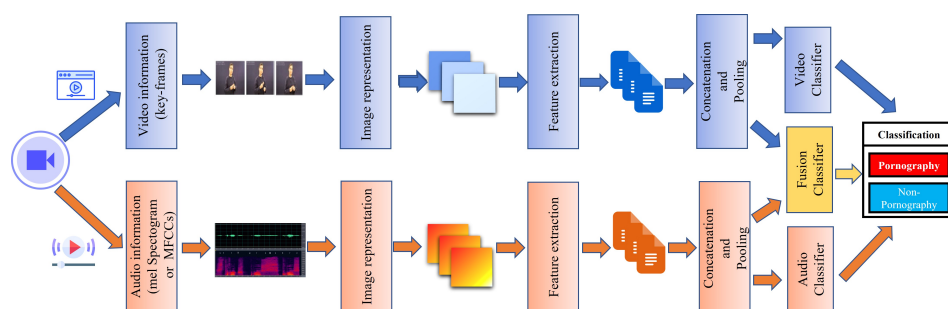 Video information
(key-frames)
Image representation
Feature extraction
Concatenation
and
Pooling
Video
Classifier
Fusion
Classifier
Classification
Pornography
Non-
Pornography
Audio information
(mel Spectogram
or MFCCs)
Image representation
Feature extraction
Concatenation
and
Pooling
Audio
Classifier